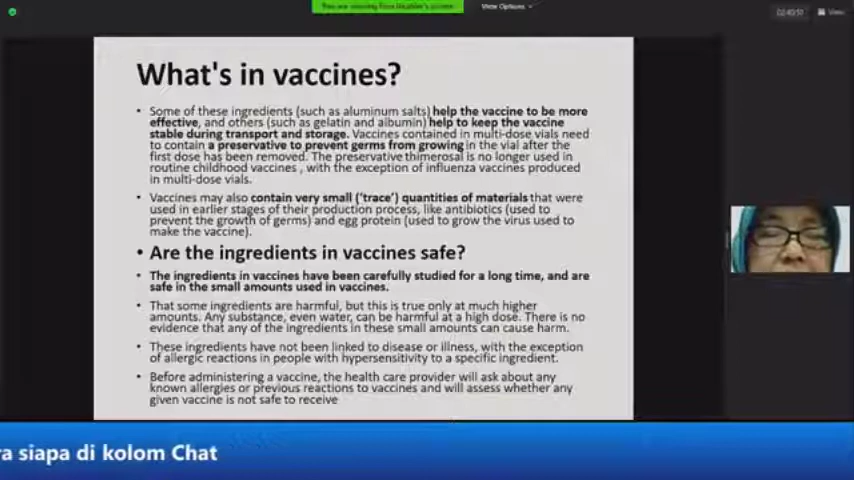 You are viewing screen
View Options
View
What's in vaccines?
• Some of these ingredients (such as aluminum salts) help the vaccine to be more
effective, and others (such as gelatin and albumin) help to keep the vaccine
stable during transport and storage. Vaccines contained in multi-dose vials need
to contain a preservative to prevent germs from growing in the vial after the
first dose has been removed. The preservative thimerosal is no longer used in
routine childhood vaccines , with the exception of influenza vaccines produced
in multi-dose vials.
• Vaccines may also contain very small (‘trace’) quantities of materials that were
used in earlier stages of their production process, like antibiotics (used to
prevent the growth of germs) and egg protein (used to grow the virus used to
make the vaccine).
• Are the ingredients in vaccines safe?
• The ingredients in vaccines have been carefully studied for a long time, and are
safe in the small amounts used in vaccines.
• That some ingredients are harmful, but this is true only at much higher
amounts. Any substance, even water, can be harmful at a high dose. There is no
evidence that any of the ingredients in these small amounts can cause harm.
• These ingredients have not been linked to disease or illness, with the exception
of allergic reactions in people with hypersensitivity to a specific ingredient.
• Before administering a vaccine, the health care provider will ask about any
known allergies or previous reactions to vaccines and will assess whether any
given vaccine is not safe to receive
ra siapa di kolom Chat